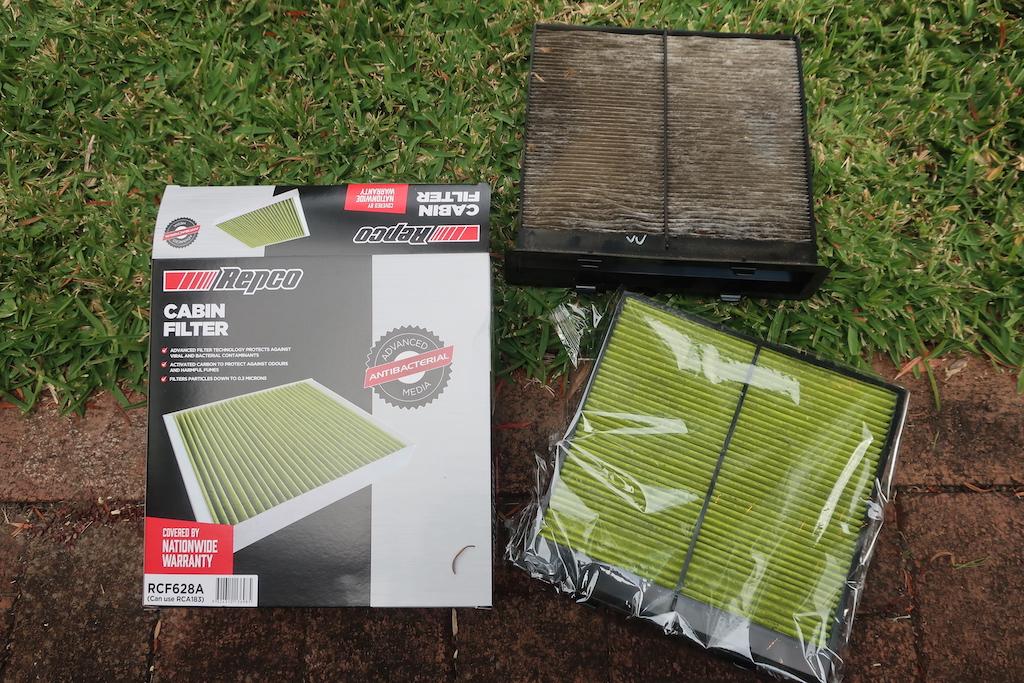 COVERED BY
NATIONWIDE
WARRANTY
CABIN
FILTER
Repco
ANTIBACTERIAL
Repco
CABIN
FILTER
ADVANCED FILTER TECHNOLOGY PROTECTS AGAINST
VIRAL AND BACTERIAL CONTAMINANTS
ACTIVATED CARBON TO PROTECT AGAINST ODOURS
AND HARMFUL FUMES
FILTERS PARTICLES DOWN TO 0.3 MICRONS
ADVANCED
ANTIBACTERIAL
MEDIA
COVERED BY
NATIONWIDE
WARRANTY
RCF628A
(Can use RCA183)